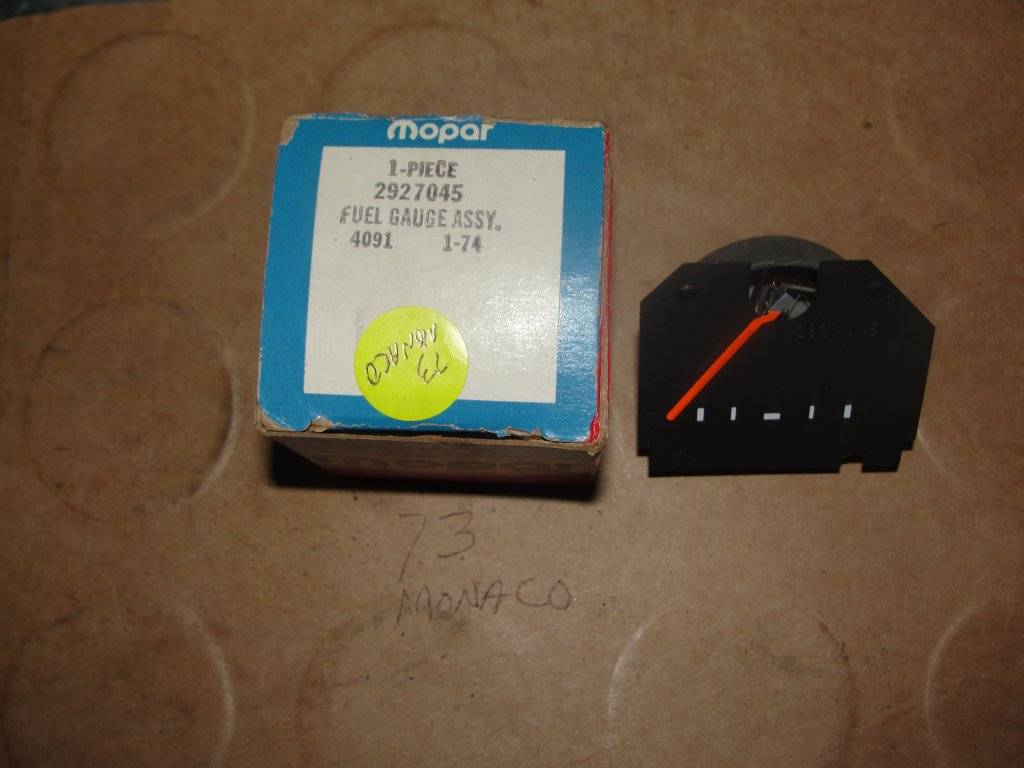 mopar
1-PIECE
2927045
FUEL GAUGE ASSY.
4091 1-74
73
MONACO
73
MONACO